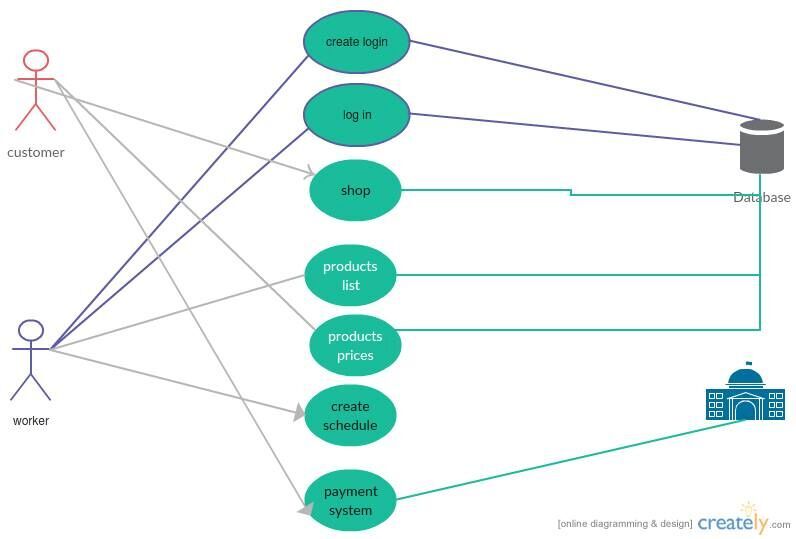 create login
log in
customer
shop
Database
products
list
products
prices
worker
create
schedule
payment
system
[online diagramming & design] creately.com